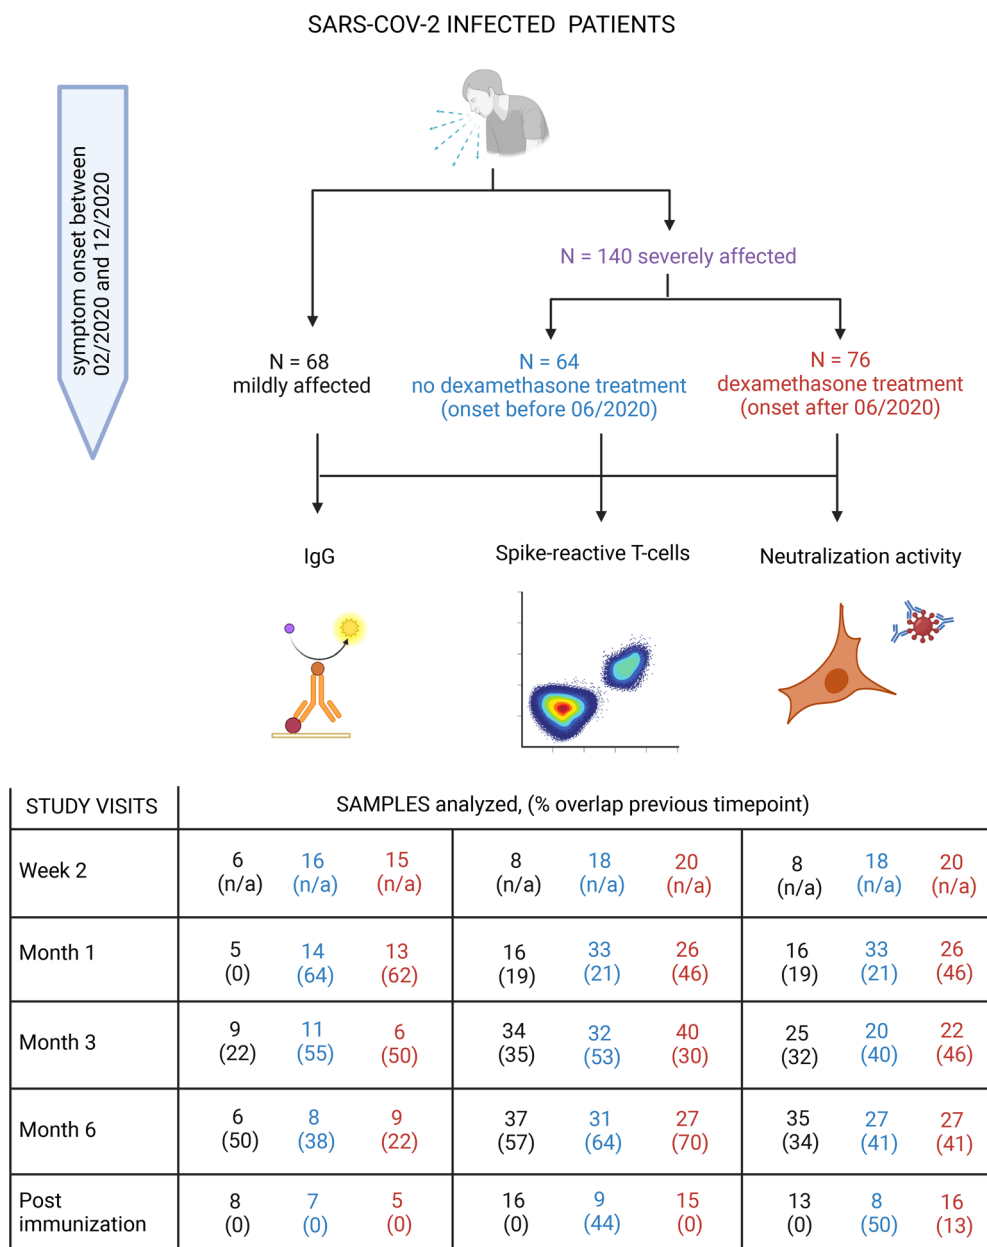 SARS-COV-2 INFECTED PATIENTS
symptom onset between
02/2020 and 12/2020
N = 140 severely affected
N = 68
mildly affected
N = 64
no dexamethasone treatment
(onset before 06/2020)
N = 76
dexamethasone treatment
(onset after 06/2020)
IgG
Spike-reactive T-cells
Neutralization activity
STUDY VISITS SAMPLES analyzed, (% overlap previous timepoint)
Week 2
6 16 15 8 18 20 8 18 20
(n/a) (n/a) (n/a) (n/a) (n/a) (n/a) (n/a) (n/a) (n/a)
Month 1
5 14 13 16 33 26 16 33 26
(0) (64) (62) (19) (21) (46) (19) (21) (46)
Month 3
9 11 6 34 32 40 25 20 22
(22) (55) (50) (35) (53) (30) (32) (40) (46)
Month 6
6 8 9 37 31 27 35 27 27
(50) (38) (22) (57) (64) (70) (34) (41) (41)
Post
immunization
8 7 5 16 9 15 13 8 16
(0) (0) (0) (0) (44) (0) (0) (50) (13)